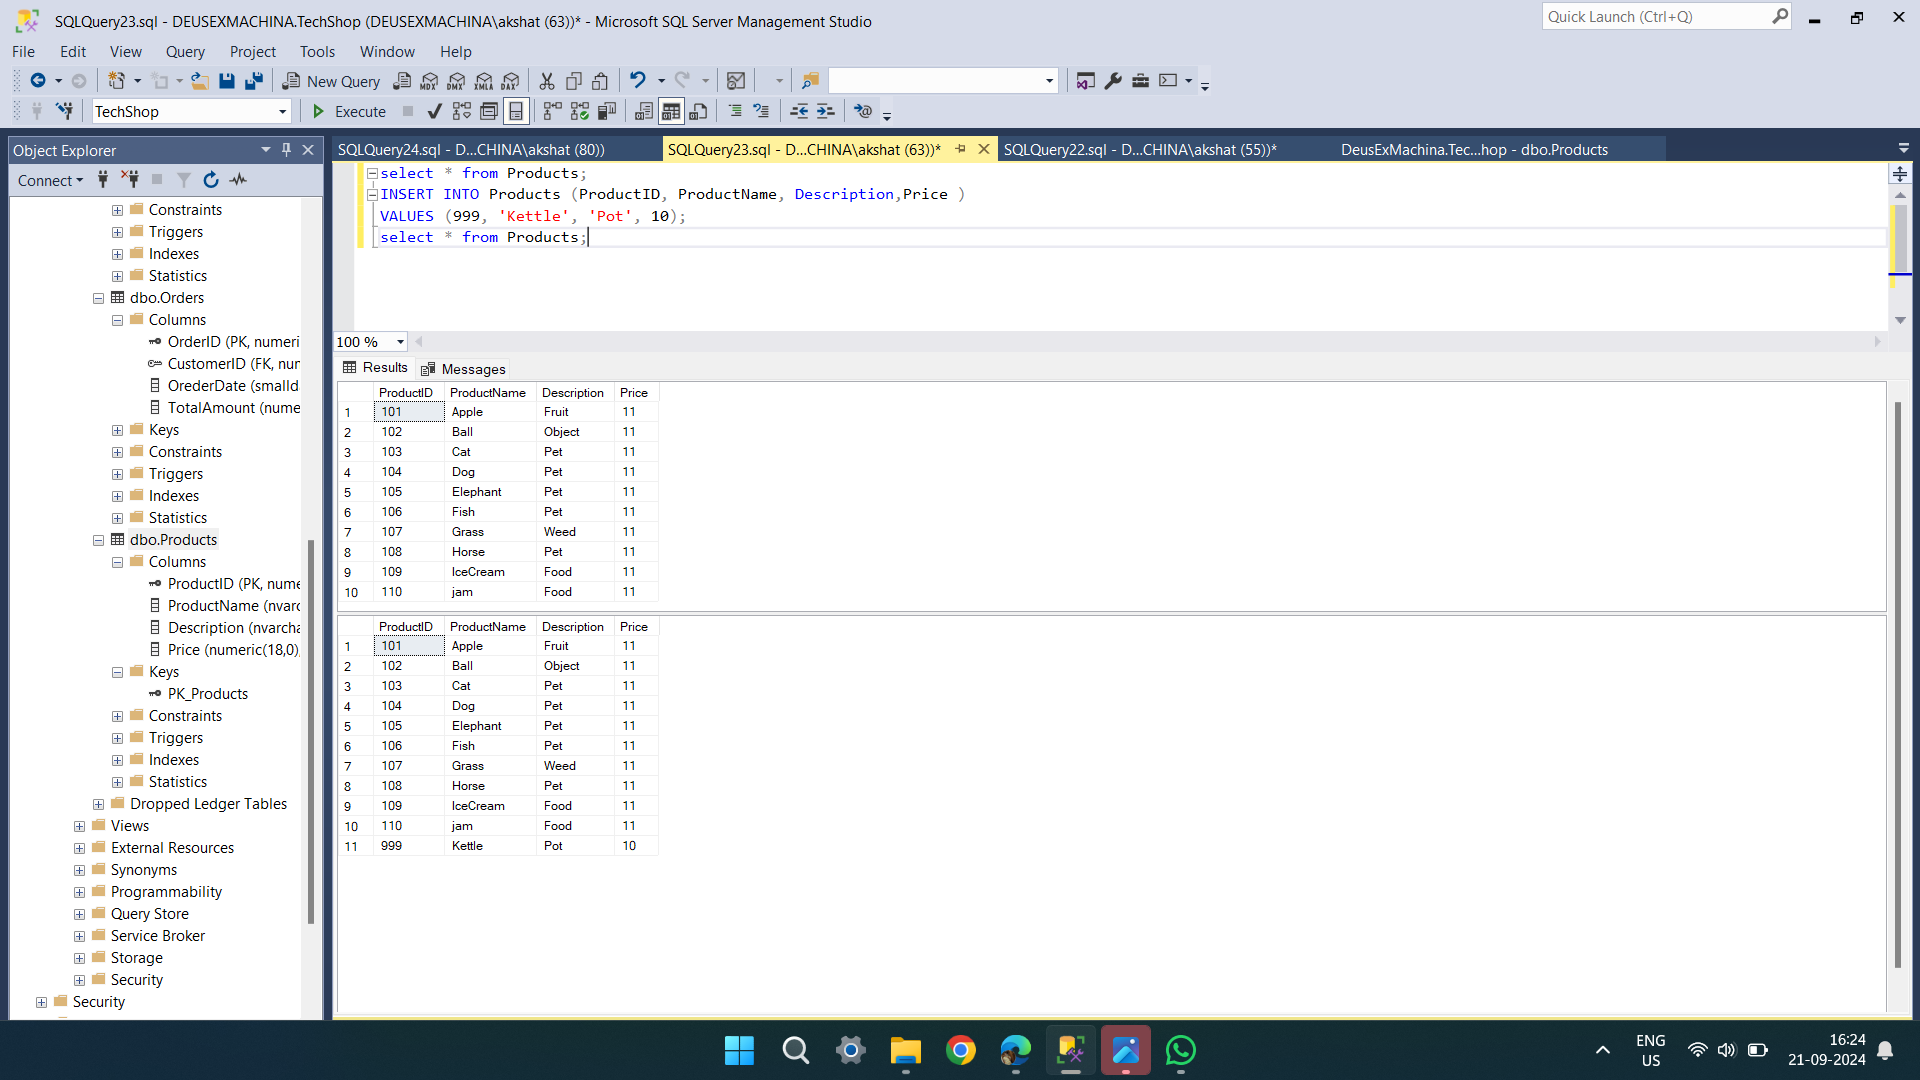 SQLQuery23.sql - DEUSEXMACHINA.TechShop (DEUSEXMACHINA\akshat (63))* - Microsoft SQL Server Management Studio
Quick Launch (Ctrl+Q)
File Edit View Query Project Tools Window Help
New Query MDX DMX XMLA DAX
TechShop Execute
Object Explorer
SQLQuery24.sql - D...CHINA\akshat (80))
SQLQuery23.sql - D...CHINA\akshat (63))*
SQLQuery22.sql - D...CHINA\akshat (55))*
DeusExMachina.Tec...hop - dbo.Products
Connect
Constraints
Triggers
Indexes
Statistics
dbo.Orders
Columns
OrderID (PK, numeri
CustomerID (FK, nur
OrederDate (smalld
TotalAmount (nume
Keys
Constraints
Triggers
Indexes
Statistics
dbo.Products
Columns
ProductID (PK, nume
ProductName (nvarc
Description (nvarcha
Price (numeric(18,0),
Keys
PK_Products
Constraints
Triggers
Indexes
Statistics
Dropped Ledger Tables
Views
External Resources
Synonyms
Programmability
Query Store
Service Broker
Storage
Security
Security
select * from Products;
INSERT INTO Products (ProductID, ProductName, Description,Price )
VALUES (999, 'Kettle', 'Pot', 10);
select * from Products;
100 %
Results Messages
ProductID ProductName Description Price
1 101 Apple Fruit 11
2 102 Ball Object 11
3 103 Cat Pet 11
4 104 Dog Pet 11
5 105 Elephant Pet 11
6 106 Fish Pet 11
7 107 Grass Weed 11
8 108 Horse Pet 11
9 109 IceCream Food 11
10 110 jam Food 11
ProductID ProductName Description Price
1 101 Apple Fruit 11
2 102 Ball Object 11
3 103 Cat Pet 11
4 104 Dog Pet 11
5 105 Elephant Pet 11
6 106 Fish Pet 11
7 107 Grass Weed 11
8 108 Horse Pet 11
9 109 IceCream Food 11
10 110 jam Food 11
11 999 Kettle Pot 10
ENG
US
16:24
21-09-2024